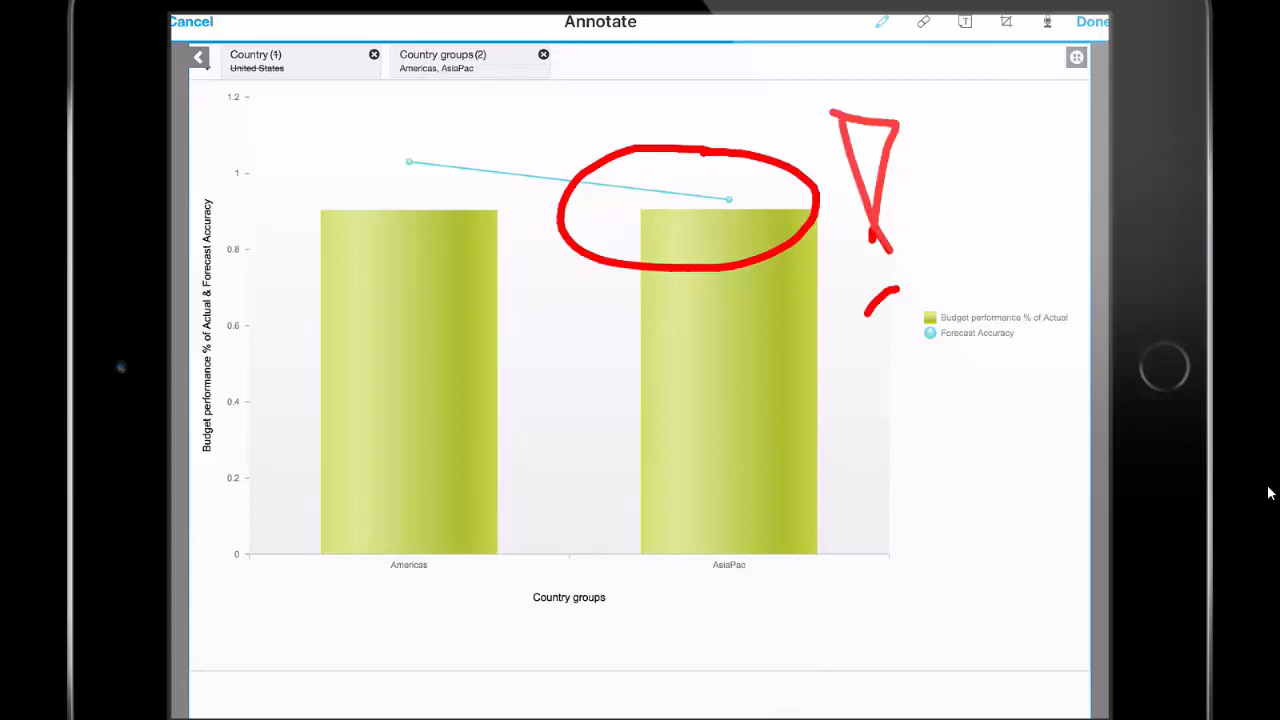 Cancel
Annotate
T
Done
Country (1)
United States
Country groups(2)
Americas, AsiaPac
1.2
1
0.8
0.6
0.4
0.2
0
Budget performance % of Actual & Forecast Accuracy
Budget performance % of Actual
Forecast Accuracy
Americas
AsiaPac
Country groups